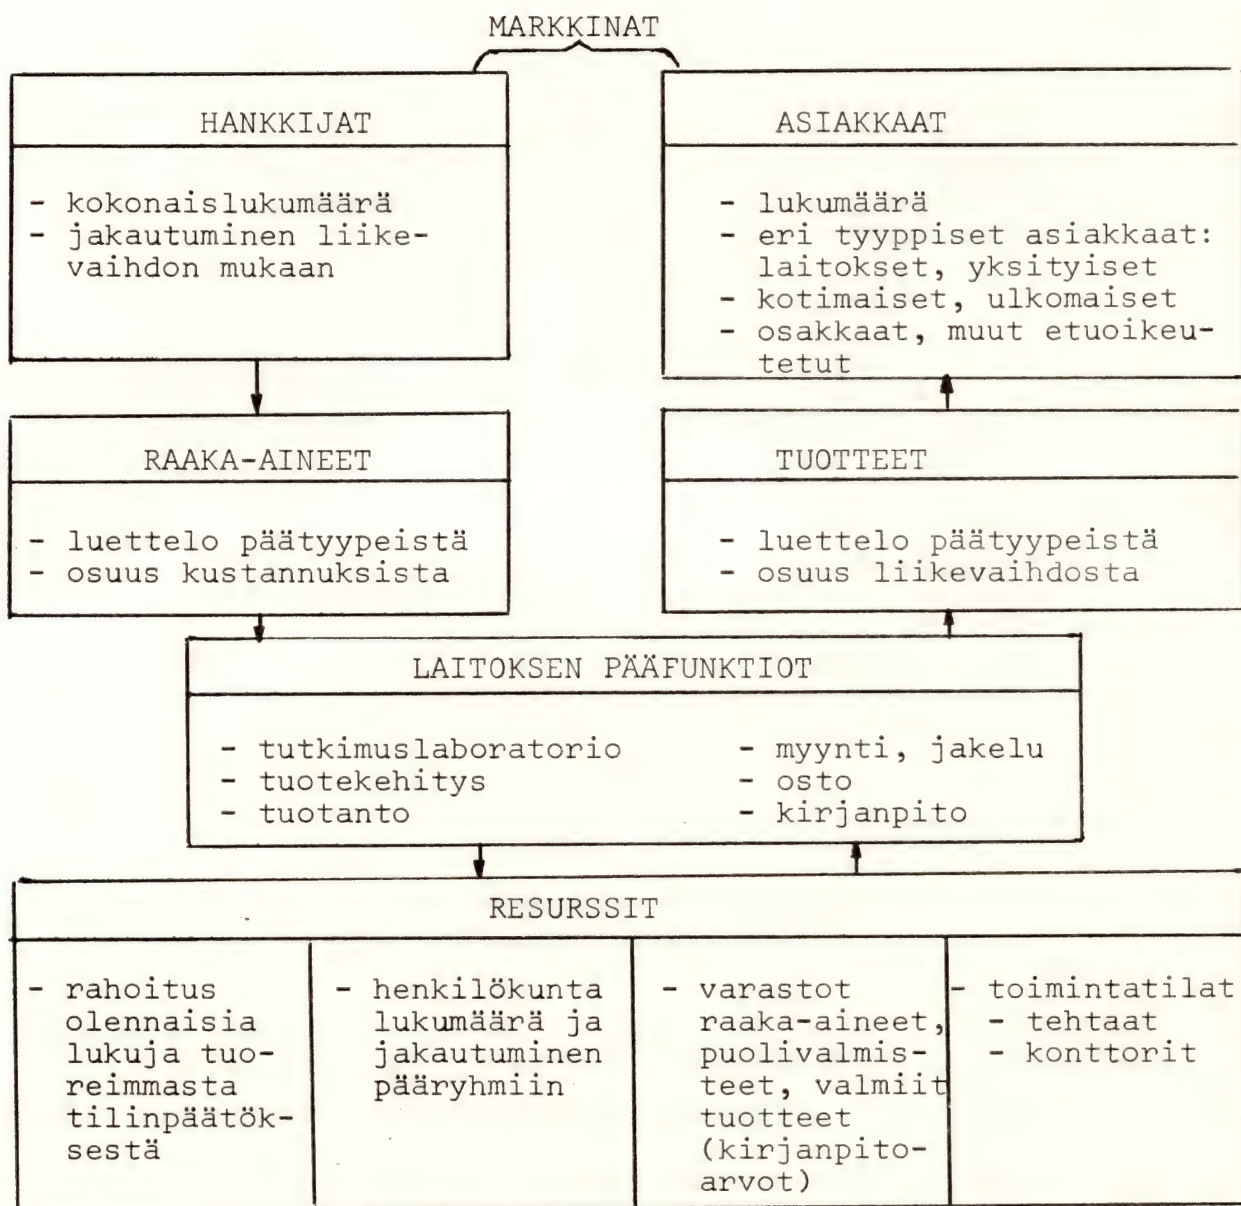 MARKKINAT
HANKKIJAT
- kokonaislukumäärä
- jakautuminen liike-
vaihdon mukaan
ASIAKKAAT
- lukumäärä
- eri tyyppiset asiakkaat:
laitokset, yksityiset
- kotimaiset, ulkomaiset
- osakkaat, muut etuoikeu-
tetut
RAAKA-AINEET
- luettelo päätyypeistä
- osuus kustannuksista
TUOTTEET
- luettelo päätyypeistä
- osuus liikevaihdosta
LAITOKSEN PÄÄFUNKTIOT
- tutkimuslaboratorio
- tuotekehitys
- tuotanto
- myynti, jakelu
- osto
- kirjanpito
RESURSSIT
- rahoitus
olennaisia
lukuja tuo-
reimmasta
tilinpäätök-
sestä
- henkilökunta
lukumäärä ja
jakautuminen
pääryhmiin
- varastot
raaka-aineet,
puolivalmis-
teet, valmiit
tuotteet
(kirjanpito-
arvot)
- toimintatilat
- tehtaat
- konttorit